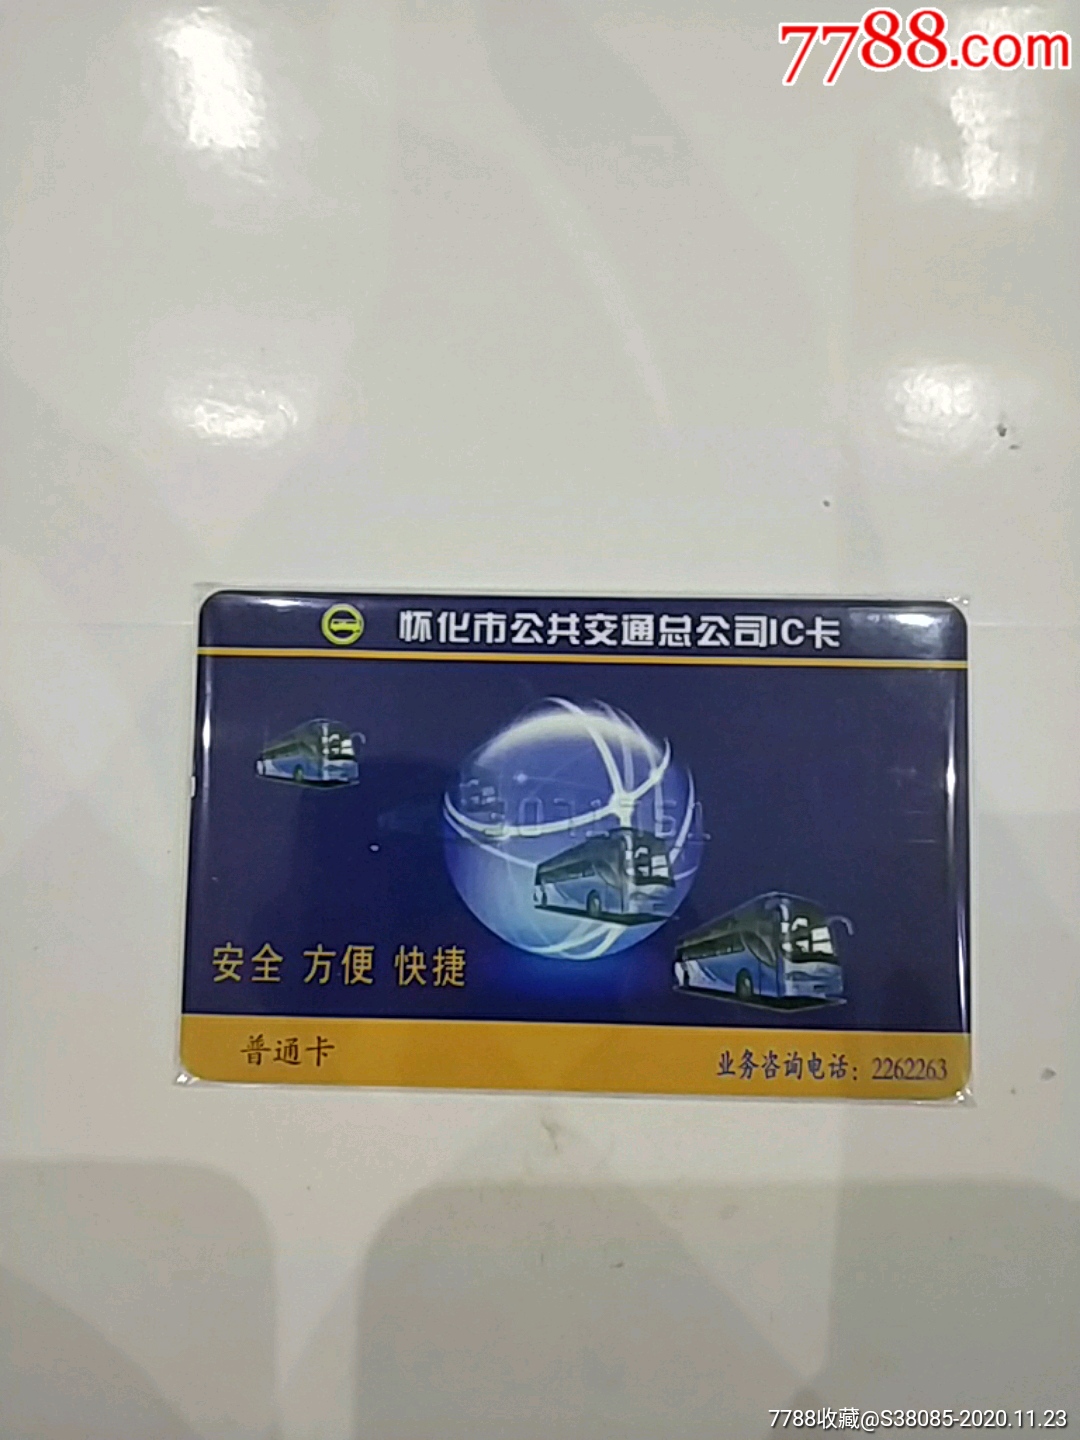 7788.com
怀化市公共交通总公司IC卡
安全 方便 快捷
普通卡
业务咨询电话：2262263
7788收藏@S38085-2020.11.23